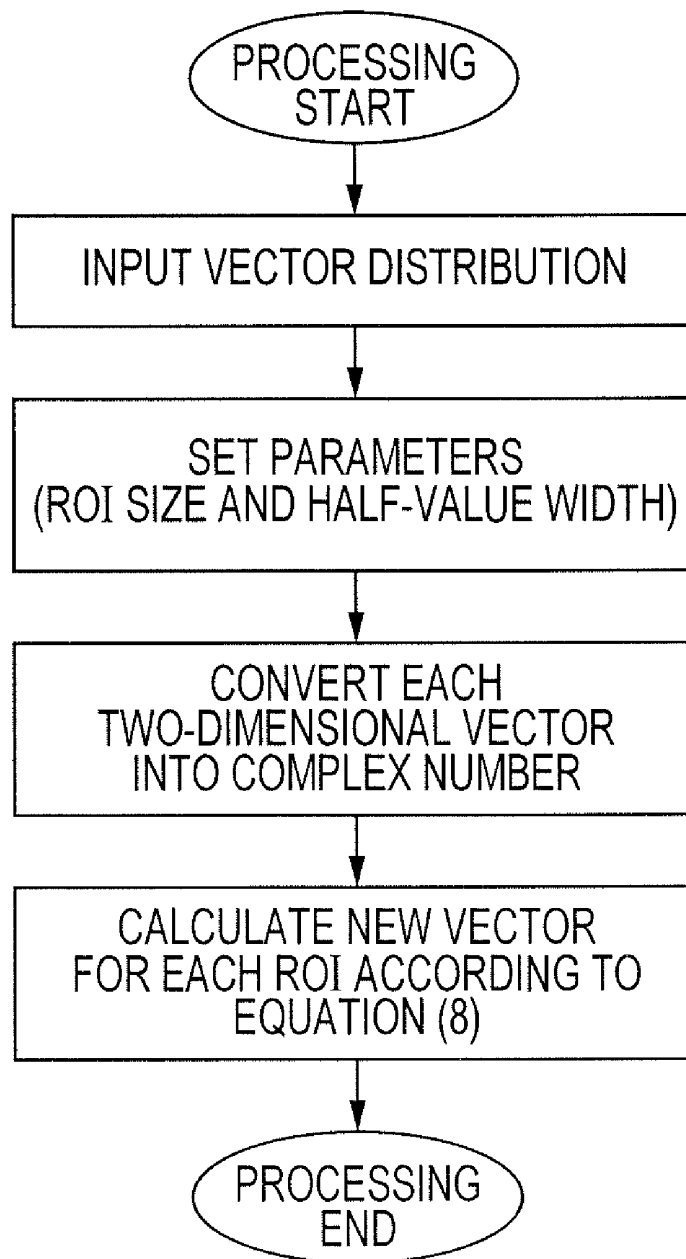 PROCESSING
START
INPUT VECTOR DISTRIBUTION
SET PARAMETERS
(ROI SIZE AND HALF-VALUE WIDTH)
CONVERT EACH
TWO-DIMENSIONAL VECTOR
INTO COMPLEX NUMBER
CALCULATE NEW VECTOR
FOR EACH ROI ACCORDING TO
EQUATION (8)
PROCESSING
END